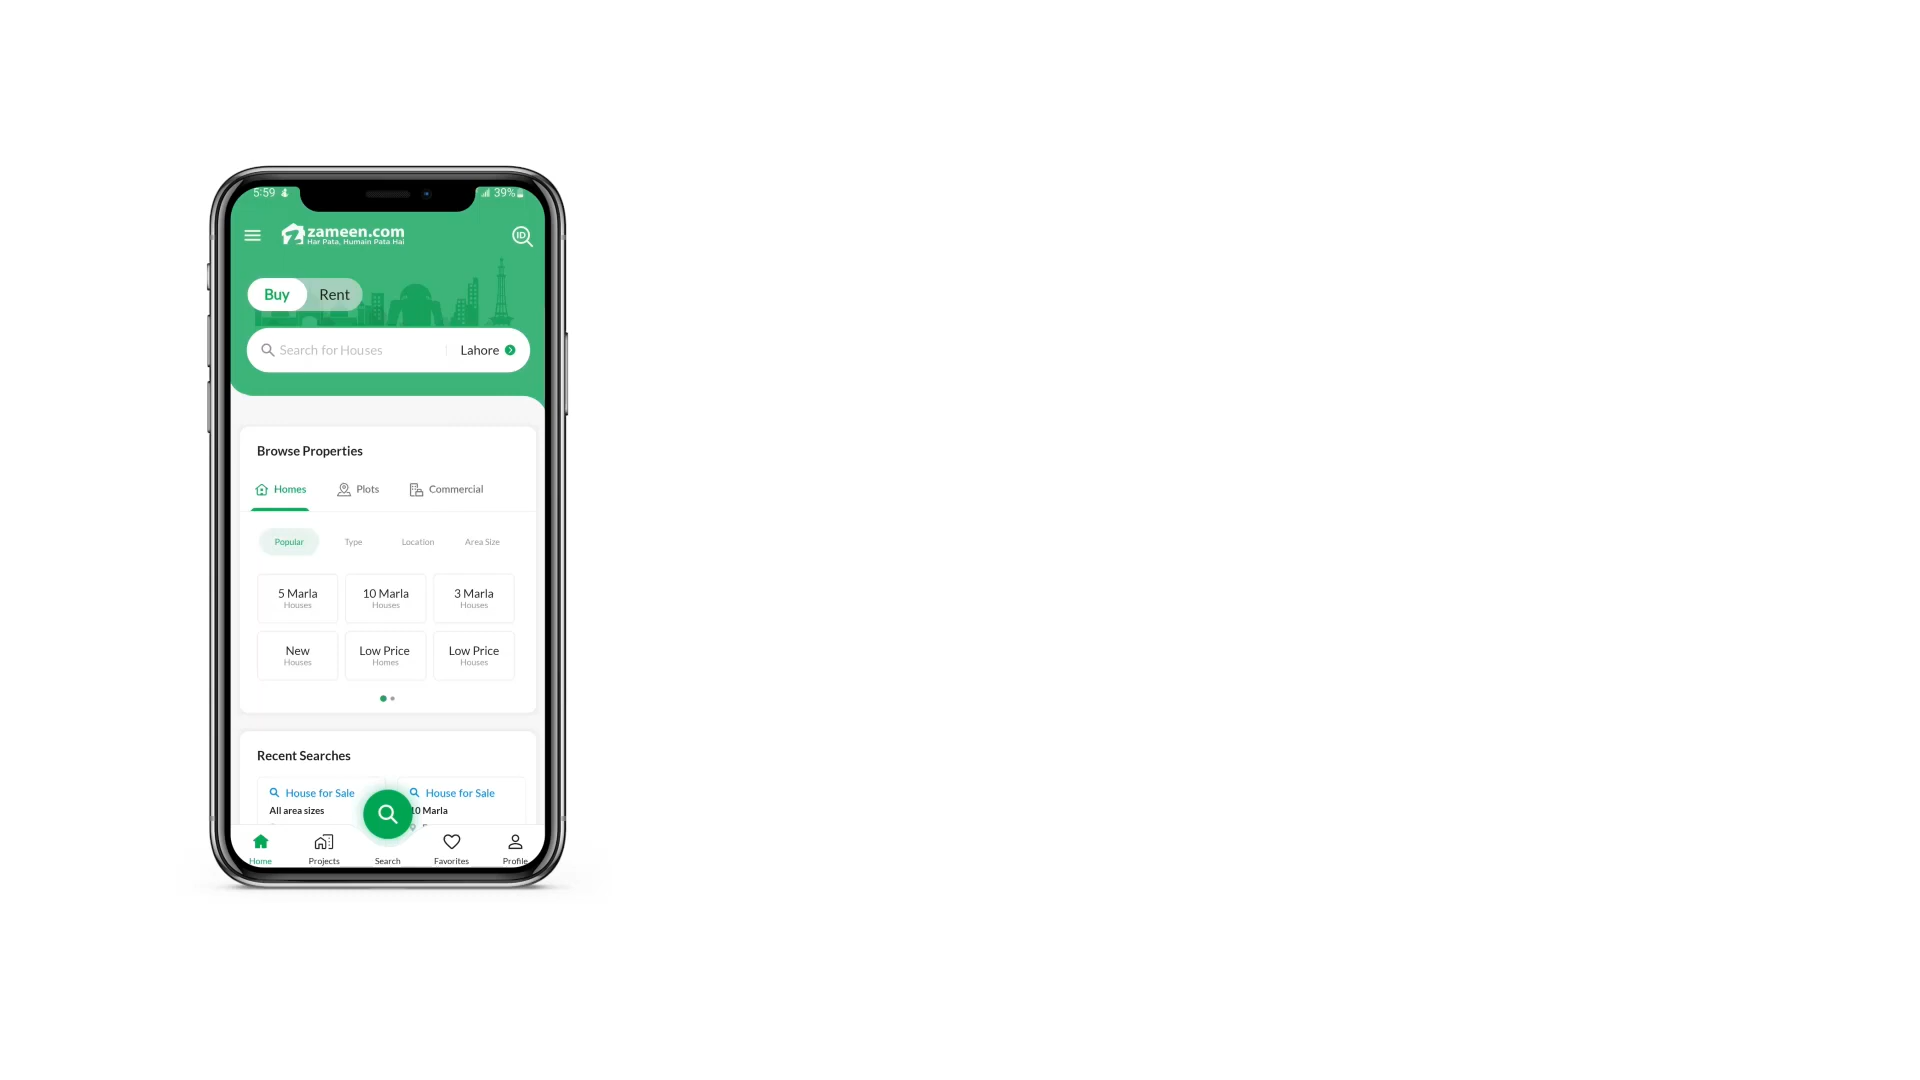 5:59
39%
zameen.com
Har Pata, Humain Pata Hai
ID
Buy Rent
Search for Houses Lahore
Browse Properties
Homes Plots Commercial
Popular Type Location Area Size
5 Marla 10 Marla 3 Marla
Houses Houses Houses
New Low Price Low Price
Houses Homes Houses
Recent Searches
House for Sale House for Sale
All area sizes 10 Marla
Home Projects Search Favorites Profile